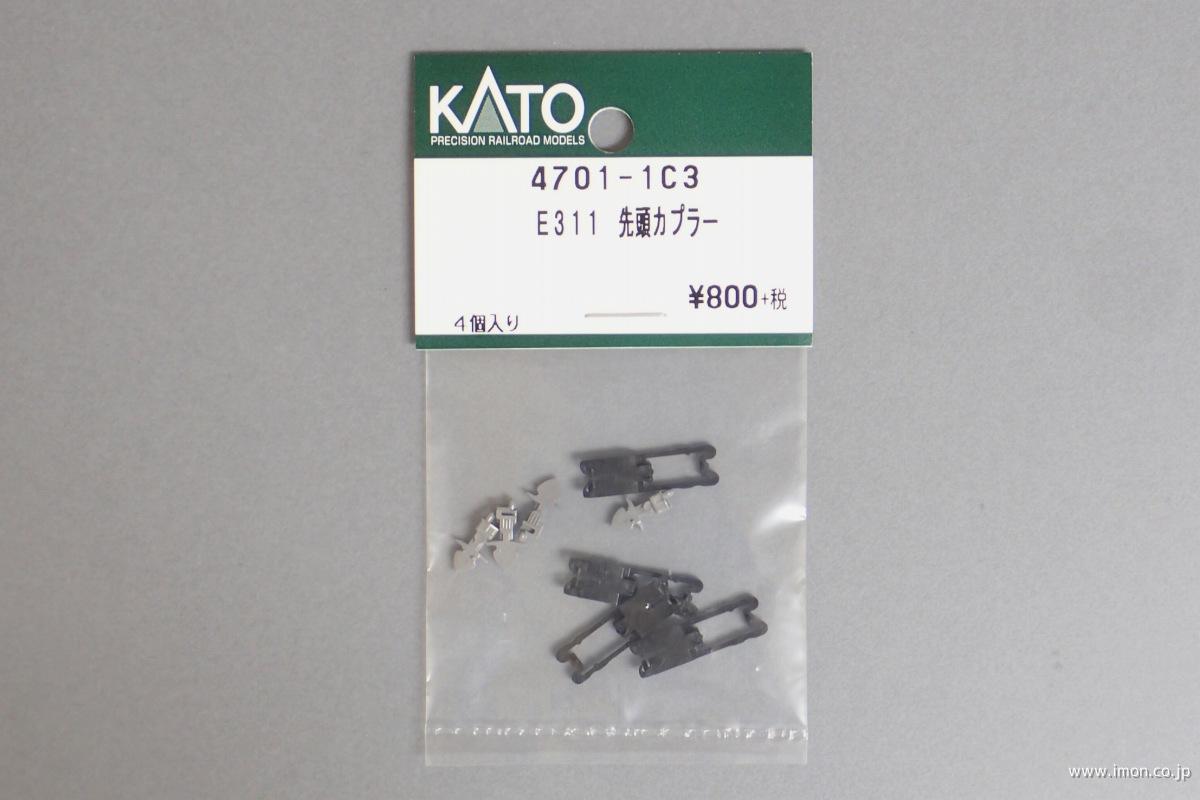 KATO
PRECISION RAILROAD MODELS
4701-1C3
E311 先頭カプラー
¥800+税
4個入り
www.imon.co.jp